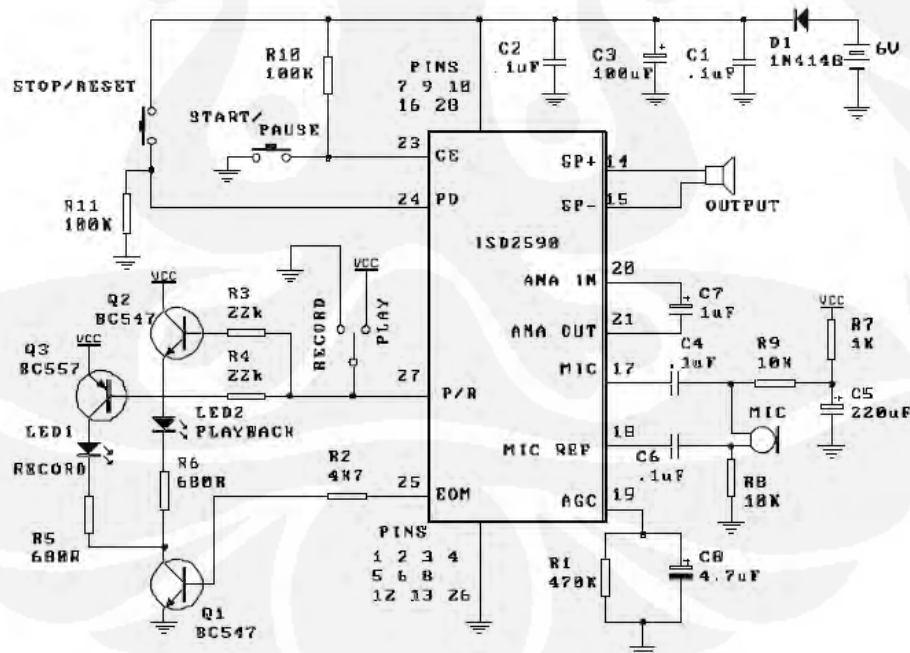 R10
100K
PINS
7 9 10
16 28
C2
.1uF
C3
100uF
C1
.1uF
D1
1N4148
6V
STOP/RESET
START/
PAUSE
23
CE
SP+
14
24
PD
SP-
15
OUTPUT
R11
100K
ISD2590
VCC
VCC
ANA IN
20
C7
1uF
VCC
Q2
BC547
R3
22k
RECORD
PLAY
ANA OUT
21
R7
1K
Q3
BC557
VCC
R4
22k
27
P/R
MIC
17
C4
.1uF
R9
10K
C5
220uF
LED1
RECORD
LED2
PLAYBACK
MIC REF
18
C6
.1uF
MIC
R8
10K
R6
680R
R2
4K7
25
EOM
AGC
19
R5
680R
PINS
1 2 3 4
5 6 8
12 13 26
R1
470K
C8
4.7uF
Q1
BC547